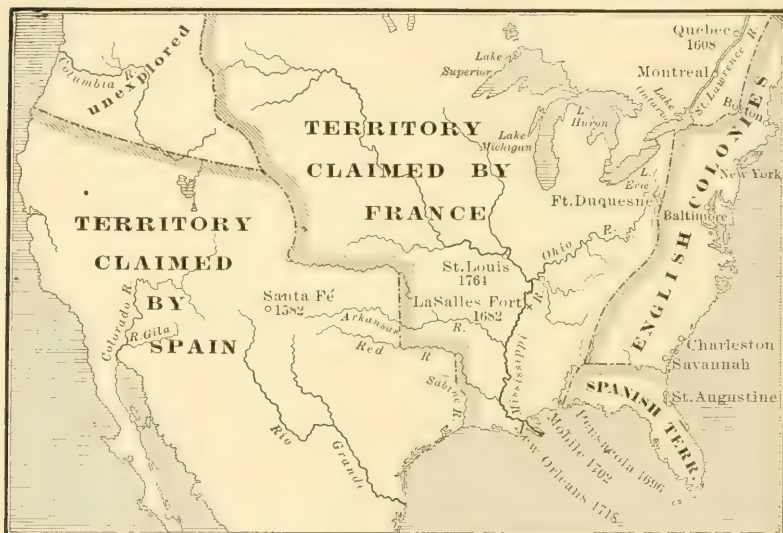 Quebec
1608
Montreal
St. Lawrence R.
Lake
Superior
Lake
Ontario
L.
Huron
Lake
Michigan
L.
Erie
Boston
New York
Ft. Duquesne
Baltimore
ENGLISH COLONIES
Columbia R.
unexplored
TERRITORY
CLAIMED BY
FRANCE
TERRITORY
CLAIMED
BY
SPAIN
Ohio R.
St. Louis
1764
LaSalles Fort
1682
Santa Fé
1582
Arkansas R.
Red R
Colorado R.
R. Gila
Sabine R.
Mississippi R.
Rio Grande
Charleston
Savannah
St. Augustine
SPANISH TERR.
Pensacola 1696
Mobile 1702
New Orleans 1718